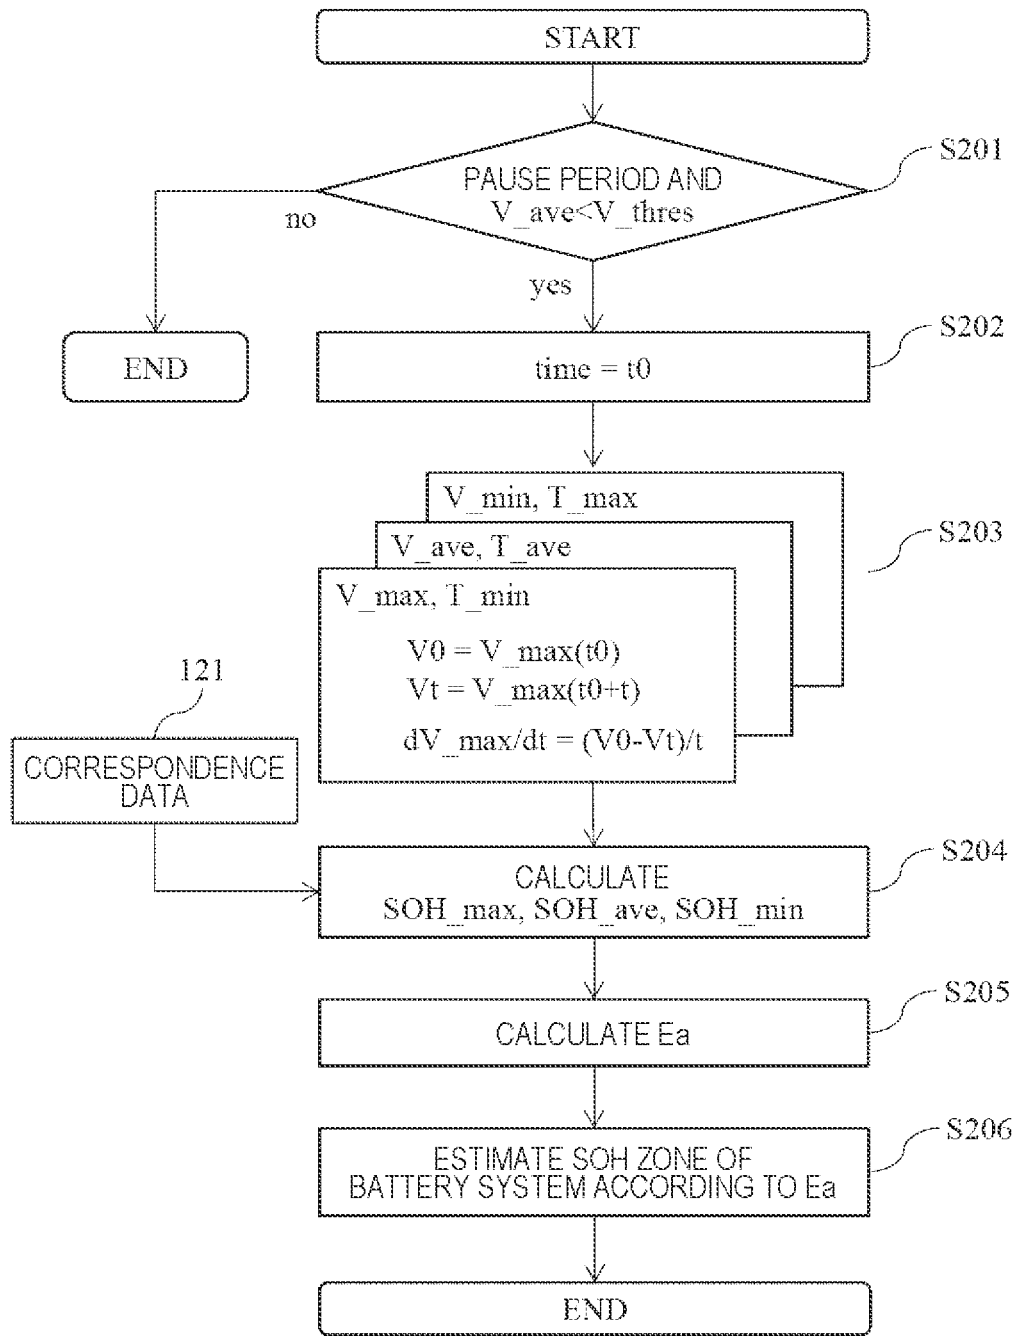 START
S201
PAUSE PERIOD AND
V_ave<V_thres
no
yes
S202
END
time = t0
V_min, T_max
S203
V_ave, T_ave
V_max, T_min
V0 = V_max(t0)
Vt = V_max(t0+t)
dV_max/dt = (V0-Vt)/t
121
CORRESPONDENCE
DATA
S204
CALCULATE
SOH_max, SOH_ave, SOH_min
S205
CALCULATE Ea
S206
ESTIMATE SOH ZONE OF
BATTERY SYSTEM ACCORDING TO Ea
END